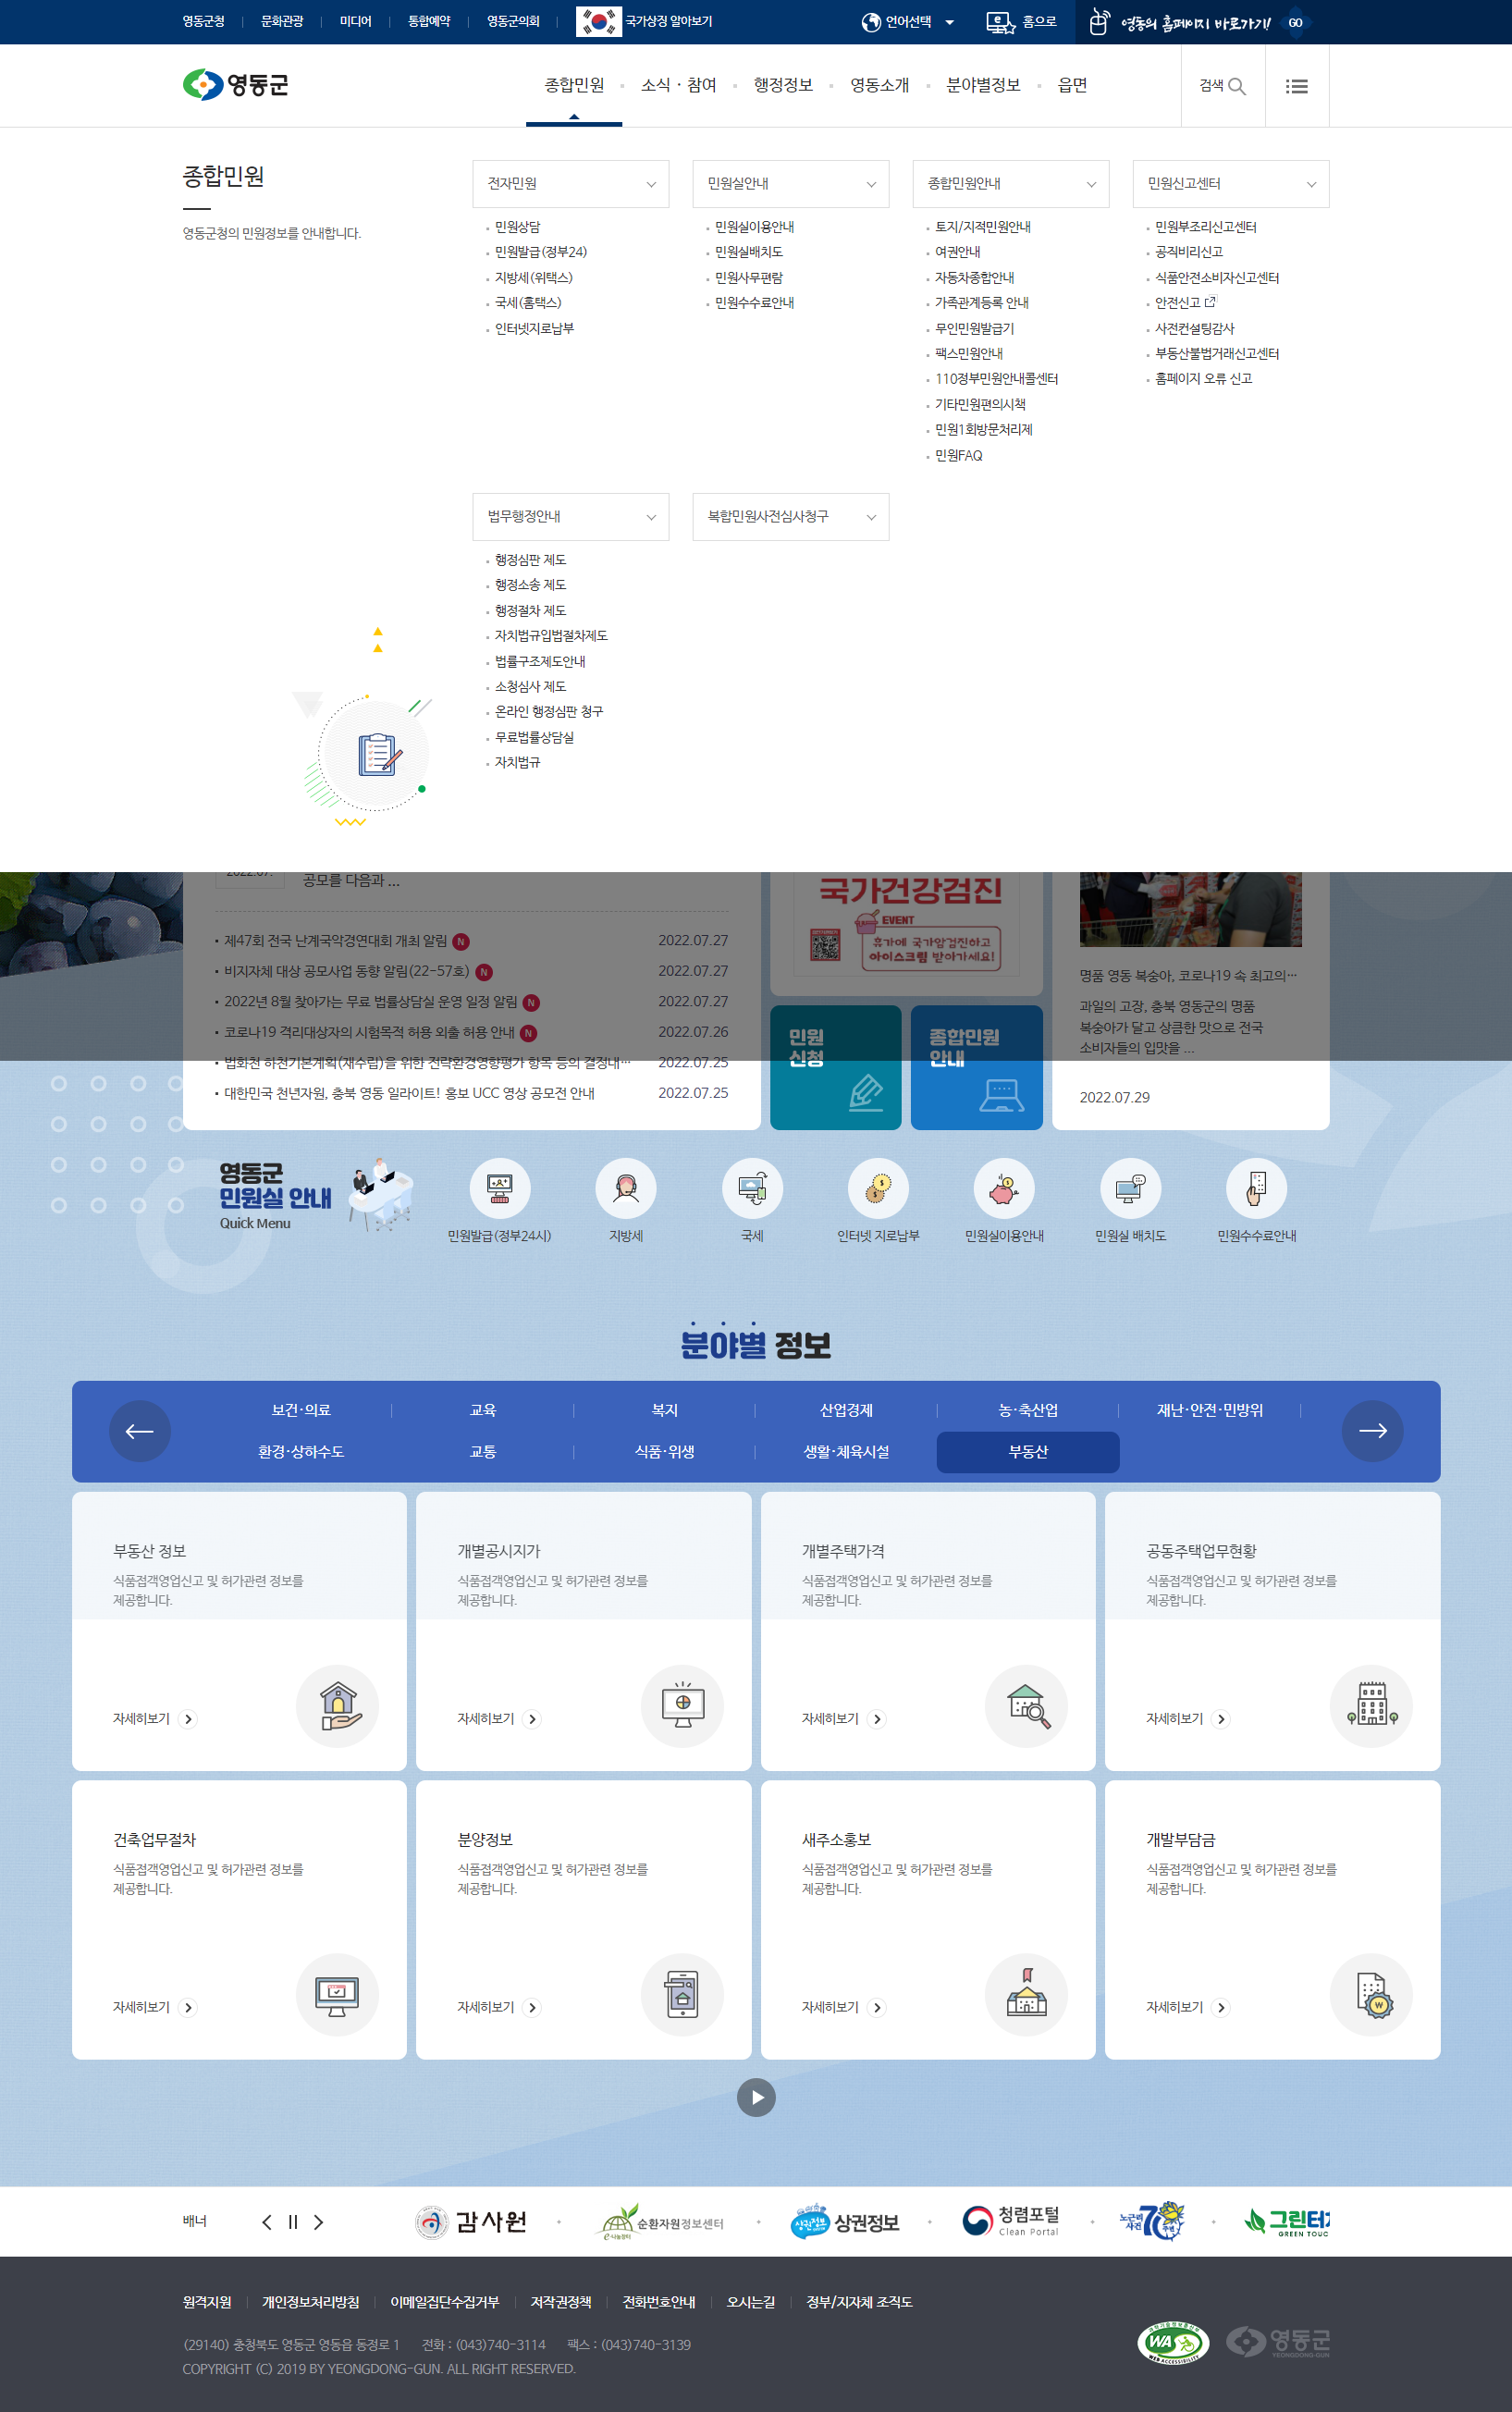 영동군청 문화관광 미디어 통합예약 영동군의회 국가상징 알아보기 언어선택 홈으로 영동의 홈페이지 바로가기! GO
영동군 종합민원 소식·참여 행정정보 영동소개 분야별정보 읍면 검색
종합민원
영동군청의 민원정보를 안내합니다.
전자민원
민원상담
민원발급(정부24)
지방세(위택스)
국세(홈택스)
인터넷지로납부
민원실안내
민원실이용안내
민원실배치도
민원사무편람
민원수수료안내
종합민원안내
토지/지적민원안내
여권안내
자동차종합안내
가족관계등록 안내
무인민원발급기
팩스민원안내
110정부민원안내콜센터
기타민원편의시책
민원1회방문처리제
민원FAQ
민원신고센터
민원부조리신고센터
공직비리신고
식품안전소비자신고센터
안전신고
사전컨설팅감사
부동산불법거래신고센터
홈페이지 오류 신고
법무행정안내
행정심판 제도
행정소송 제도
행정절차 제도
자치법규입법절차제도
법률구조제도안내
소청심사 제도
온라인 행정심판 청구
무료법률상담실
자치법규
복합민원사전심사청구
2022.07. 공모를 다음과 ...
제47회 전국 난계국악경연대회 개최 알림 N 2022.07.27
비지자체 대상 공모사업 동향 알림(22-57호) N 2022.07.27
2022년 8월 찾아가는 무료 법률상담실 운영 일정 알림 N 2022.07.27
코로나19 격리대상자의 시험목적 허용 외출 허용 안내 N 2022.07.26
법화천 하천기본계획(재수립)을 위한 전략환경영향평가 항목 등의 결정내… 2022.07.25
대한민국 천년자원, 충북 영동 일라이트! 홍보 UCC 영상 공모전 안내 2022.07.25
국가건강검진
EVENT
휴가에 국가암검진하고
아이스크림 받아가세요!
민원
신청
종합민원
안내
명품 영동 복숭아, 코로나19 속 최고의…
과일의 고장, 충북 영동군의 명품
복숭아가 달고 상큼한 맛으로 전국
소비자들의 입맛을 ...
2022.07.29
영동군
민원실 안내
Quick Menu
민원발급(정부24시) 지방세 국세 인터넷 지로납부 민원실이용안내 민원실 배치도 민원수수료안내
분야별 정보
보건·의료 교육 복지 산업경제 농·축산업 재난·안전·민방위
환경·상하수도 교통 식품·위생 생활·체육시설 부동산
부동산 정보
식품접객영업신고 및 허가관련 정보를
제공합니다.
자세히보기
개별공시지가
식품접객영업신고 및 허가관련 정보를
제공합니다.
자세히보기
개별주택가격
식품접객영업신고 및 허가관련 정보를
제공합니다.
자세히보기
공동주택업무현황
식품접객영업신고 및 허가관련 정보를
제공합니다.
자세히보기
건축업무절차
식품접객영업신고 및 허가관련 정보를
제공합니다.
자세히보기
분양정보
식품접객영업신고 및 허가관련 정보를
제공합니다.
자세히보기
새주소홍보
식품접객영업신고 및 허가관련 정보를
제공합니다.
자세히보기
개발부담금
식품접객영업신고 및 허가관련 정보를
제공합니다.
자세히보기
배너 감사원 순환자원정보센터 상권정보 상권정보 청렴포털 Clean Portal 노근리 사건 70 주년 그린터 GREEN TOUC
원격지원 개인정보처리방침 이메일집단수집거부 저작권정책 전화번호안내 오시는길 정부/지자체 조직도
(29140) 충청북도 영동군 영동읍 동정로 1 전화 : (043)740-3114 팩스 : (043)740-3139
COPYRIGHT (C) 2019 BY YEONGDONG-GUN. ALL RIGHT RESERVED.
WA WEB ACCESSIBILITY
영동군 YEONGDONG-GUN